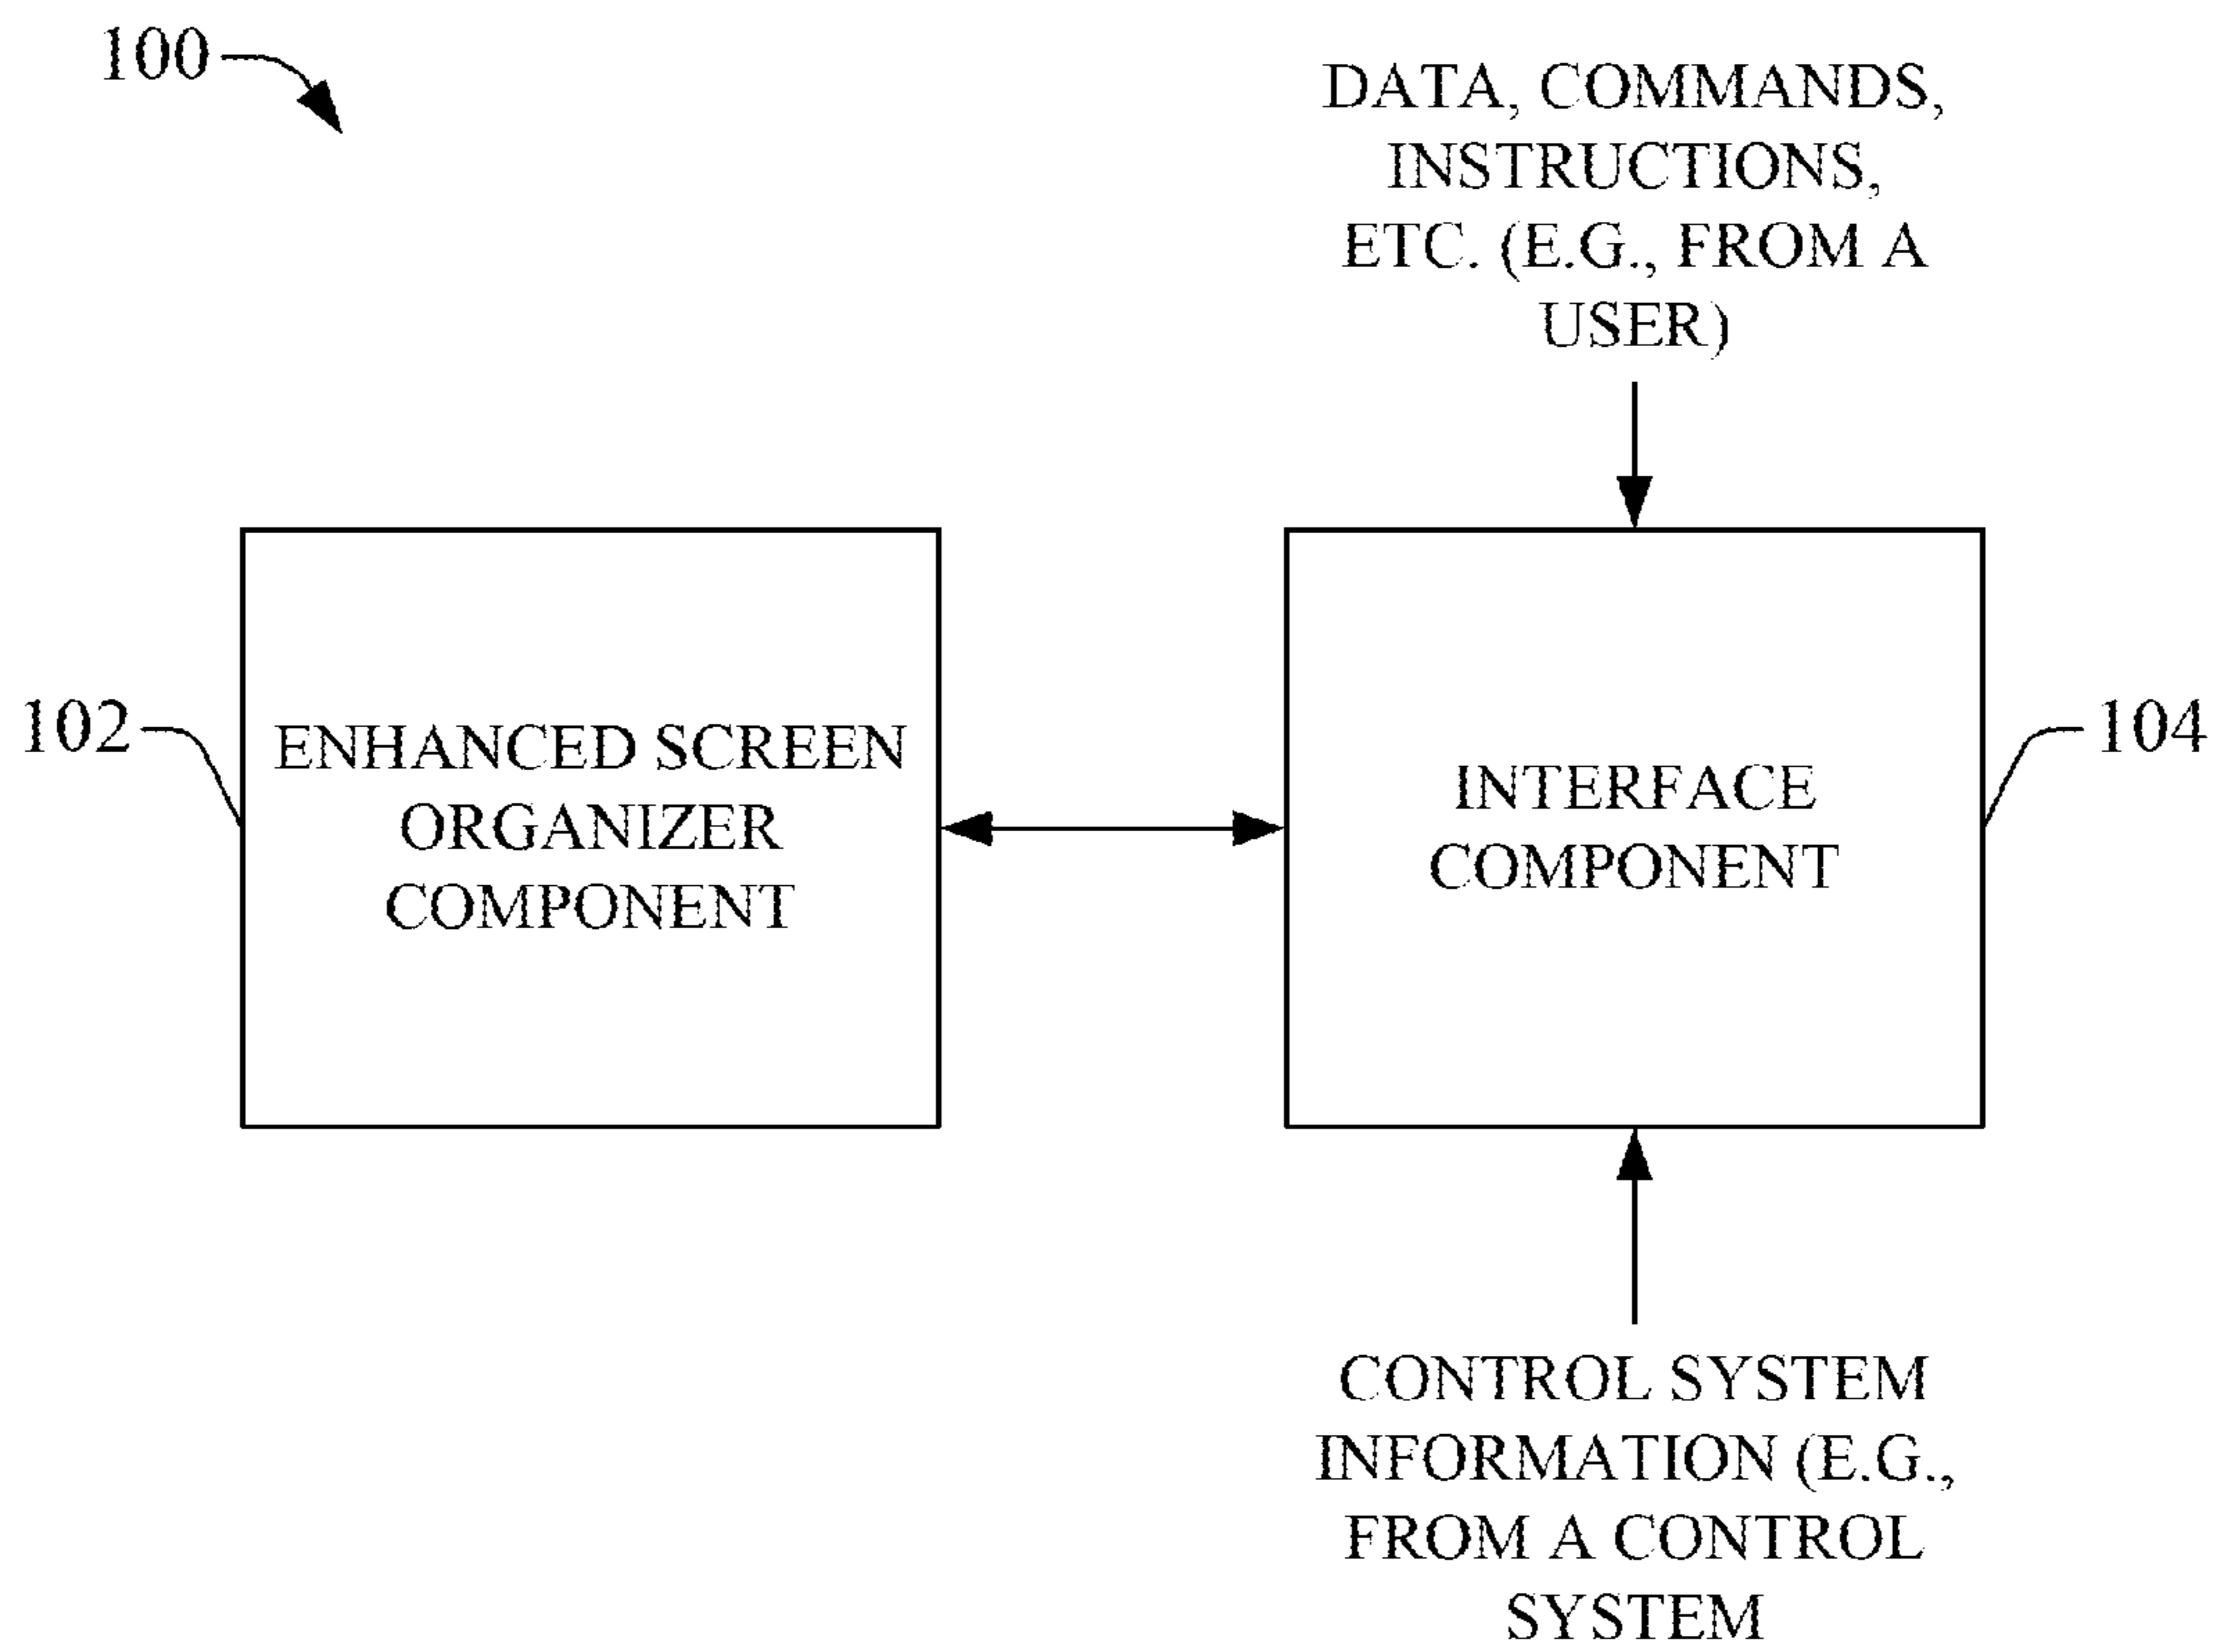 100
DATA, COMMANDS,
INSTRUCTIONS,
ETC. (E.G., FROM A
USER)
102
ENHANCED SCREEN
ORGANIZER
COMPONENT
INTERFACE
COMPONENT
104
CONTROL SYSTEM
INFORMATION (E.G.,
FROM A CONTROL
SYSTEM